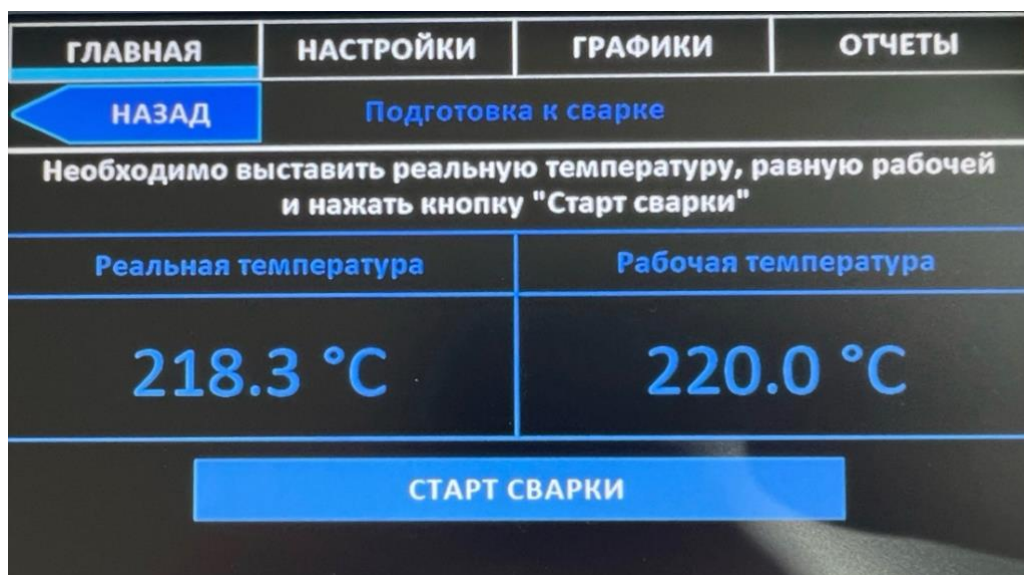 ГЛАВНАЯ НАСТРОЙКИ ГРАФИКИ ОТЧЕТЫ
НАЗАД Подготовка к сварке
Необходимо выставить реальную температуру, равную рабочей
и нажать кнопку "Старт сварки"
Реальная температура Рабочая температура
218.3 °C 220.0 °C
СТАРТ СВАРКИ